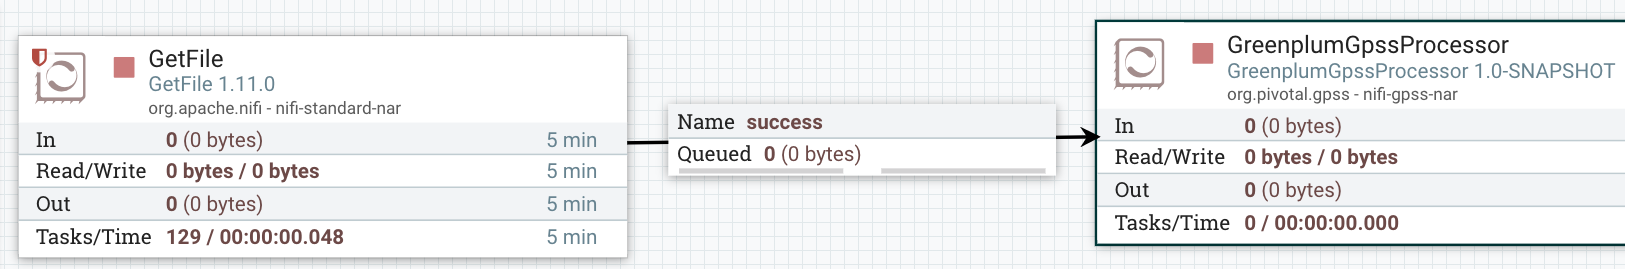 GetFile
GetFile 1.11.0
org.apache.nifi - nifi-standard-nar
In 0 (0 bytes) 5 min
Read/Write 0 bytes / 0 bytes 5 min
Out 0 (0 bytes) 5 min
Tasks/Time 129 / 00:00:00.048 5 min
Name success
Queued 0 (0 bytes)
GreenplumGpssProcessor
GreenplumGpssProcessor 1.0-SNAPSHOT
org.pivotal.gpss - nifi-gpss-nar
In 0 (0 bytes)
Read/Write 0 bytes / 0 bytes
Out 0 (0 bytes)
Tasks/Time 0 / 00:00:00.000